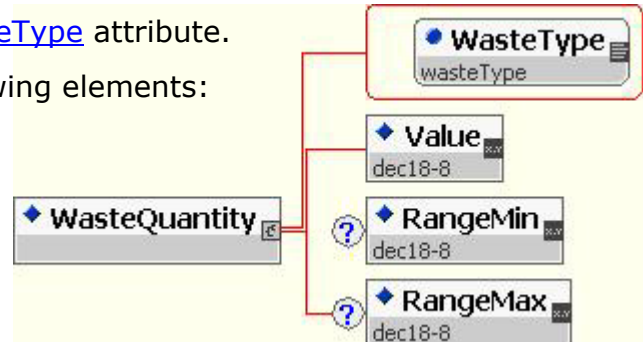 eType attribute.
WasteType
wasteType
wing elements:
Value
x.y
dec18-8
WasteQuantity
? RangeMin
x.y
dec18-8
? RangeMax
x.y
dec18-8